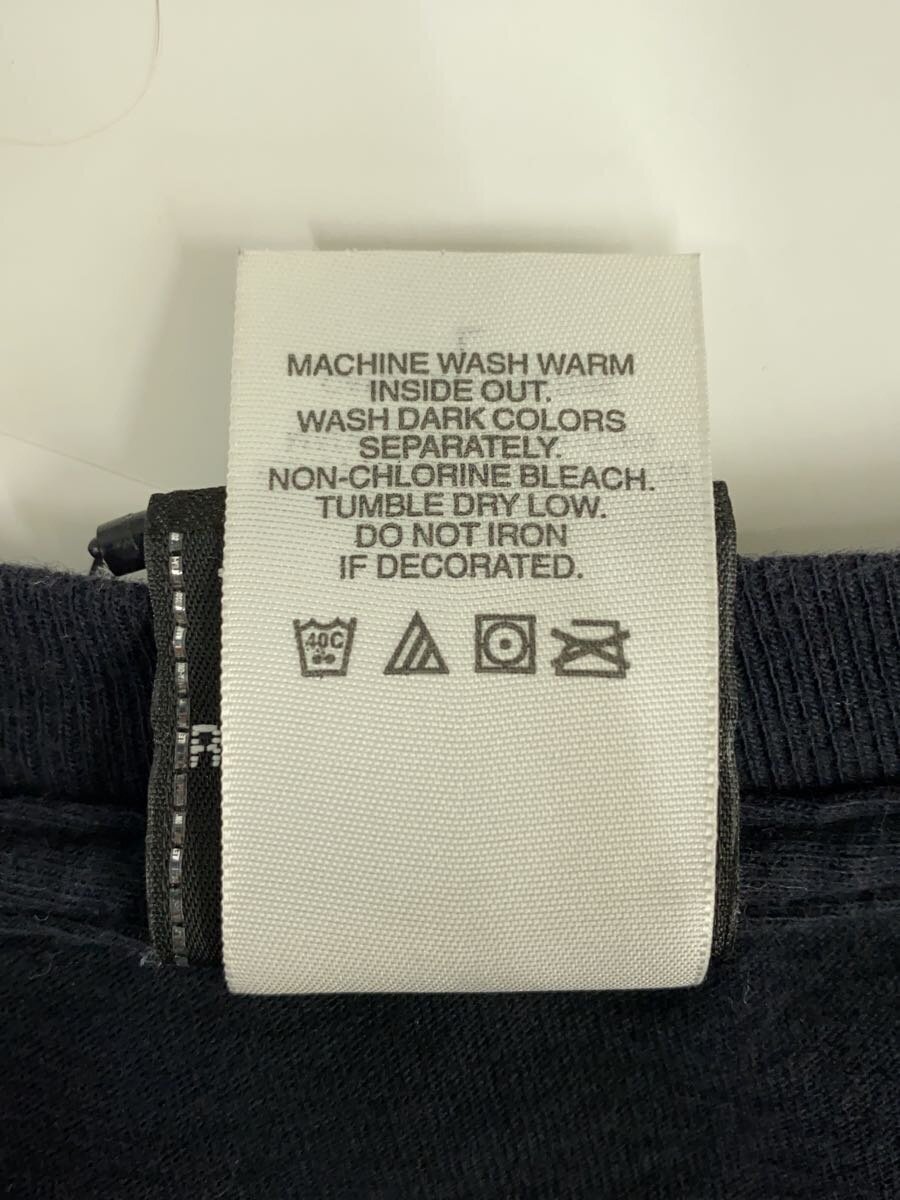 MACHINE WASH WARM
INSIDE OUT.
WASH DARK COLORS
SEPARATELY.
NON-CHLORINE BLEACH.
TUMBLE DRY LOW.
DO NOT IRON
IF DECORATED.
40C